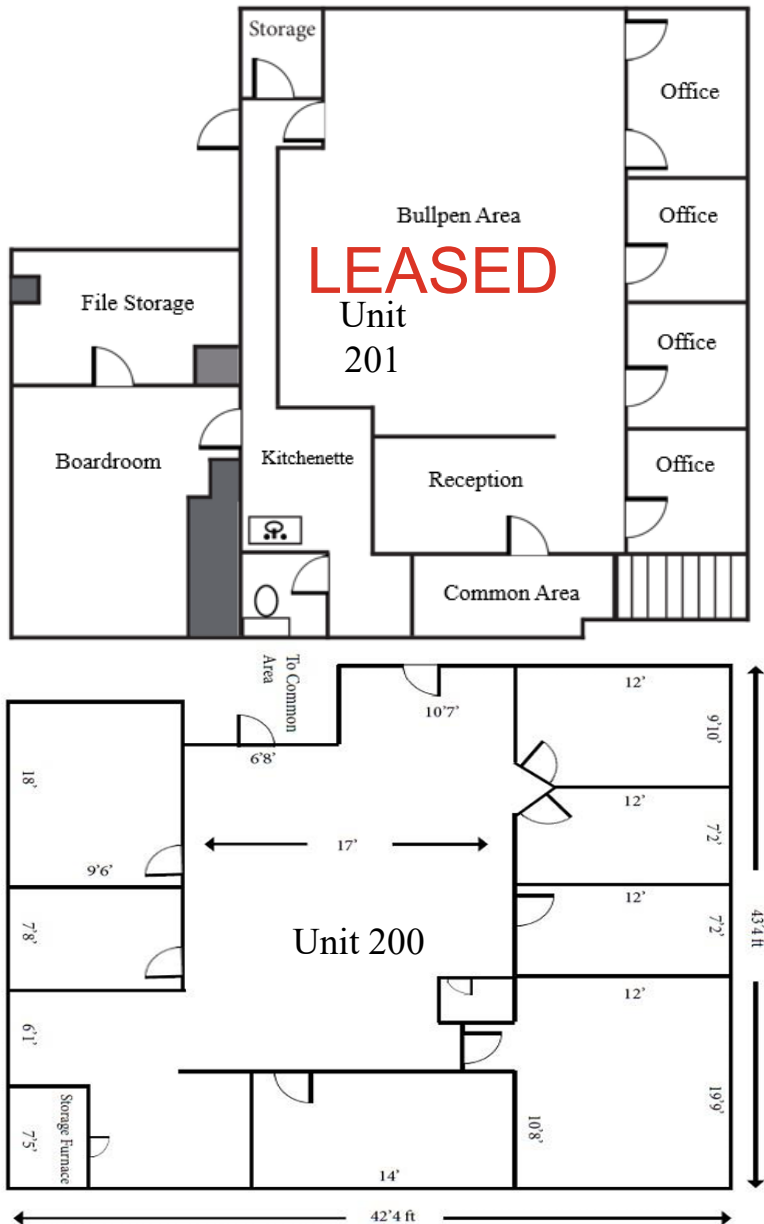 Storage
Office
Bullpen Area
Office
LEASED
Unit
201
File Storage
Office
Boardroom
Kitchenette
Reception
Office
Common Area
To Common
Area
12'
9'10'
10'7'
6'8'
18'
12'
7'2'
17'
9'6'
12'
7'2'
43'4 ft
7'8'
Unit 200
12'
6'1'
19'9'
10'8'
Storage Furnace
7'5'
14'
42'4 ft